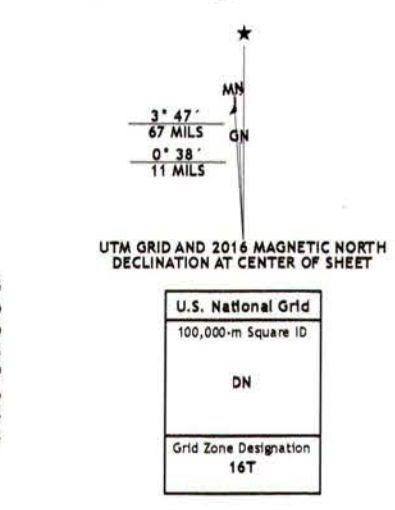 MN
3° 47´
67 MILS
GN
0° 38´
11 MILS
UTM GRID AND 2016 MAGNETIC NORTH
DECLINATION AT CENTER OF SHEET
U.S. National Grid
100,000-m Square ID
DN
Grid Zone Designation
16T